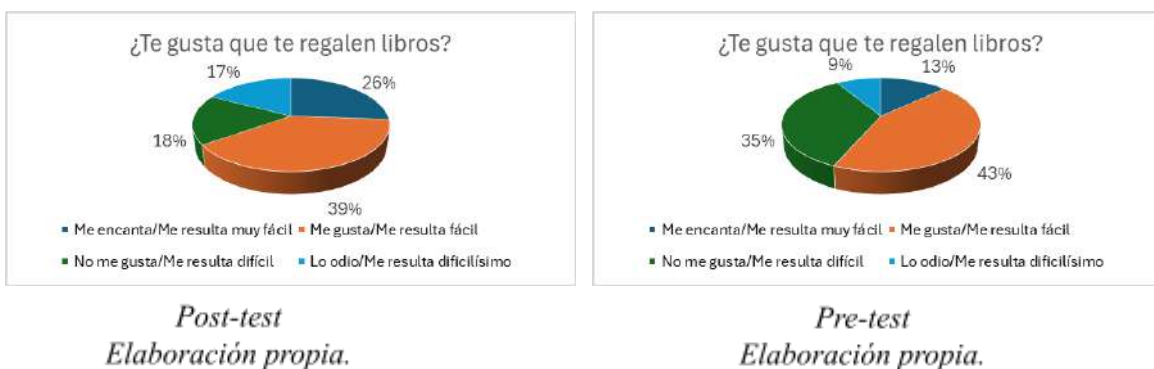 ¿Te gusta que te regalen libros?
17%
26%
18%
39%
Me encanta/Me resulta muy fácil
Me gusta/Me resulta fácil
No me gusta/Me resulta difícil
Lo odio/Me resulta dificilísimo
Post-test
Elaboración propia.
¿Te gusta que te regalen libros?
9%
13%
35%
43%
Me encanta/Me resulta muy fácil
Me gusta/Me resulta fácil
No me gusta/Me resulta difícil
Lo odio/Me resulta dificilísimo
Pre-test
Elaboración propia.